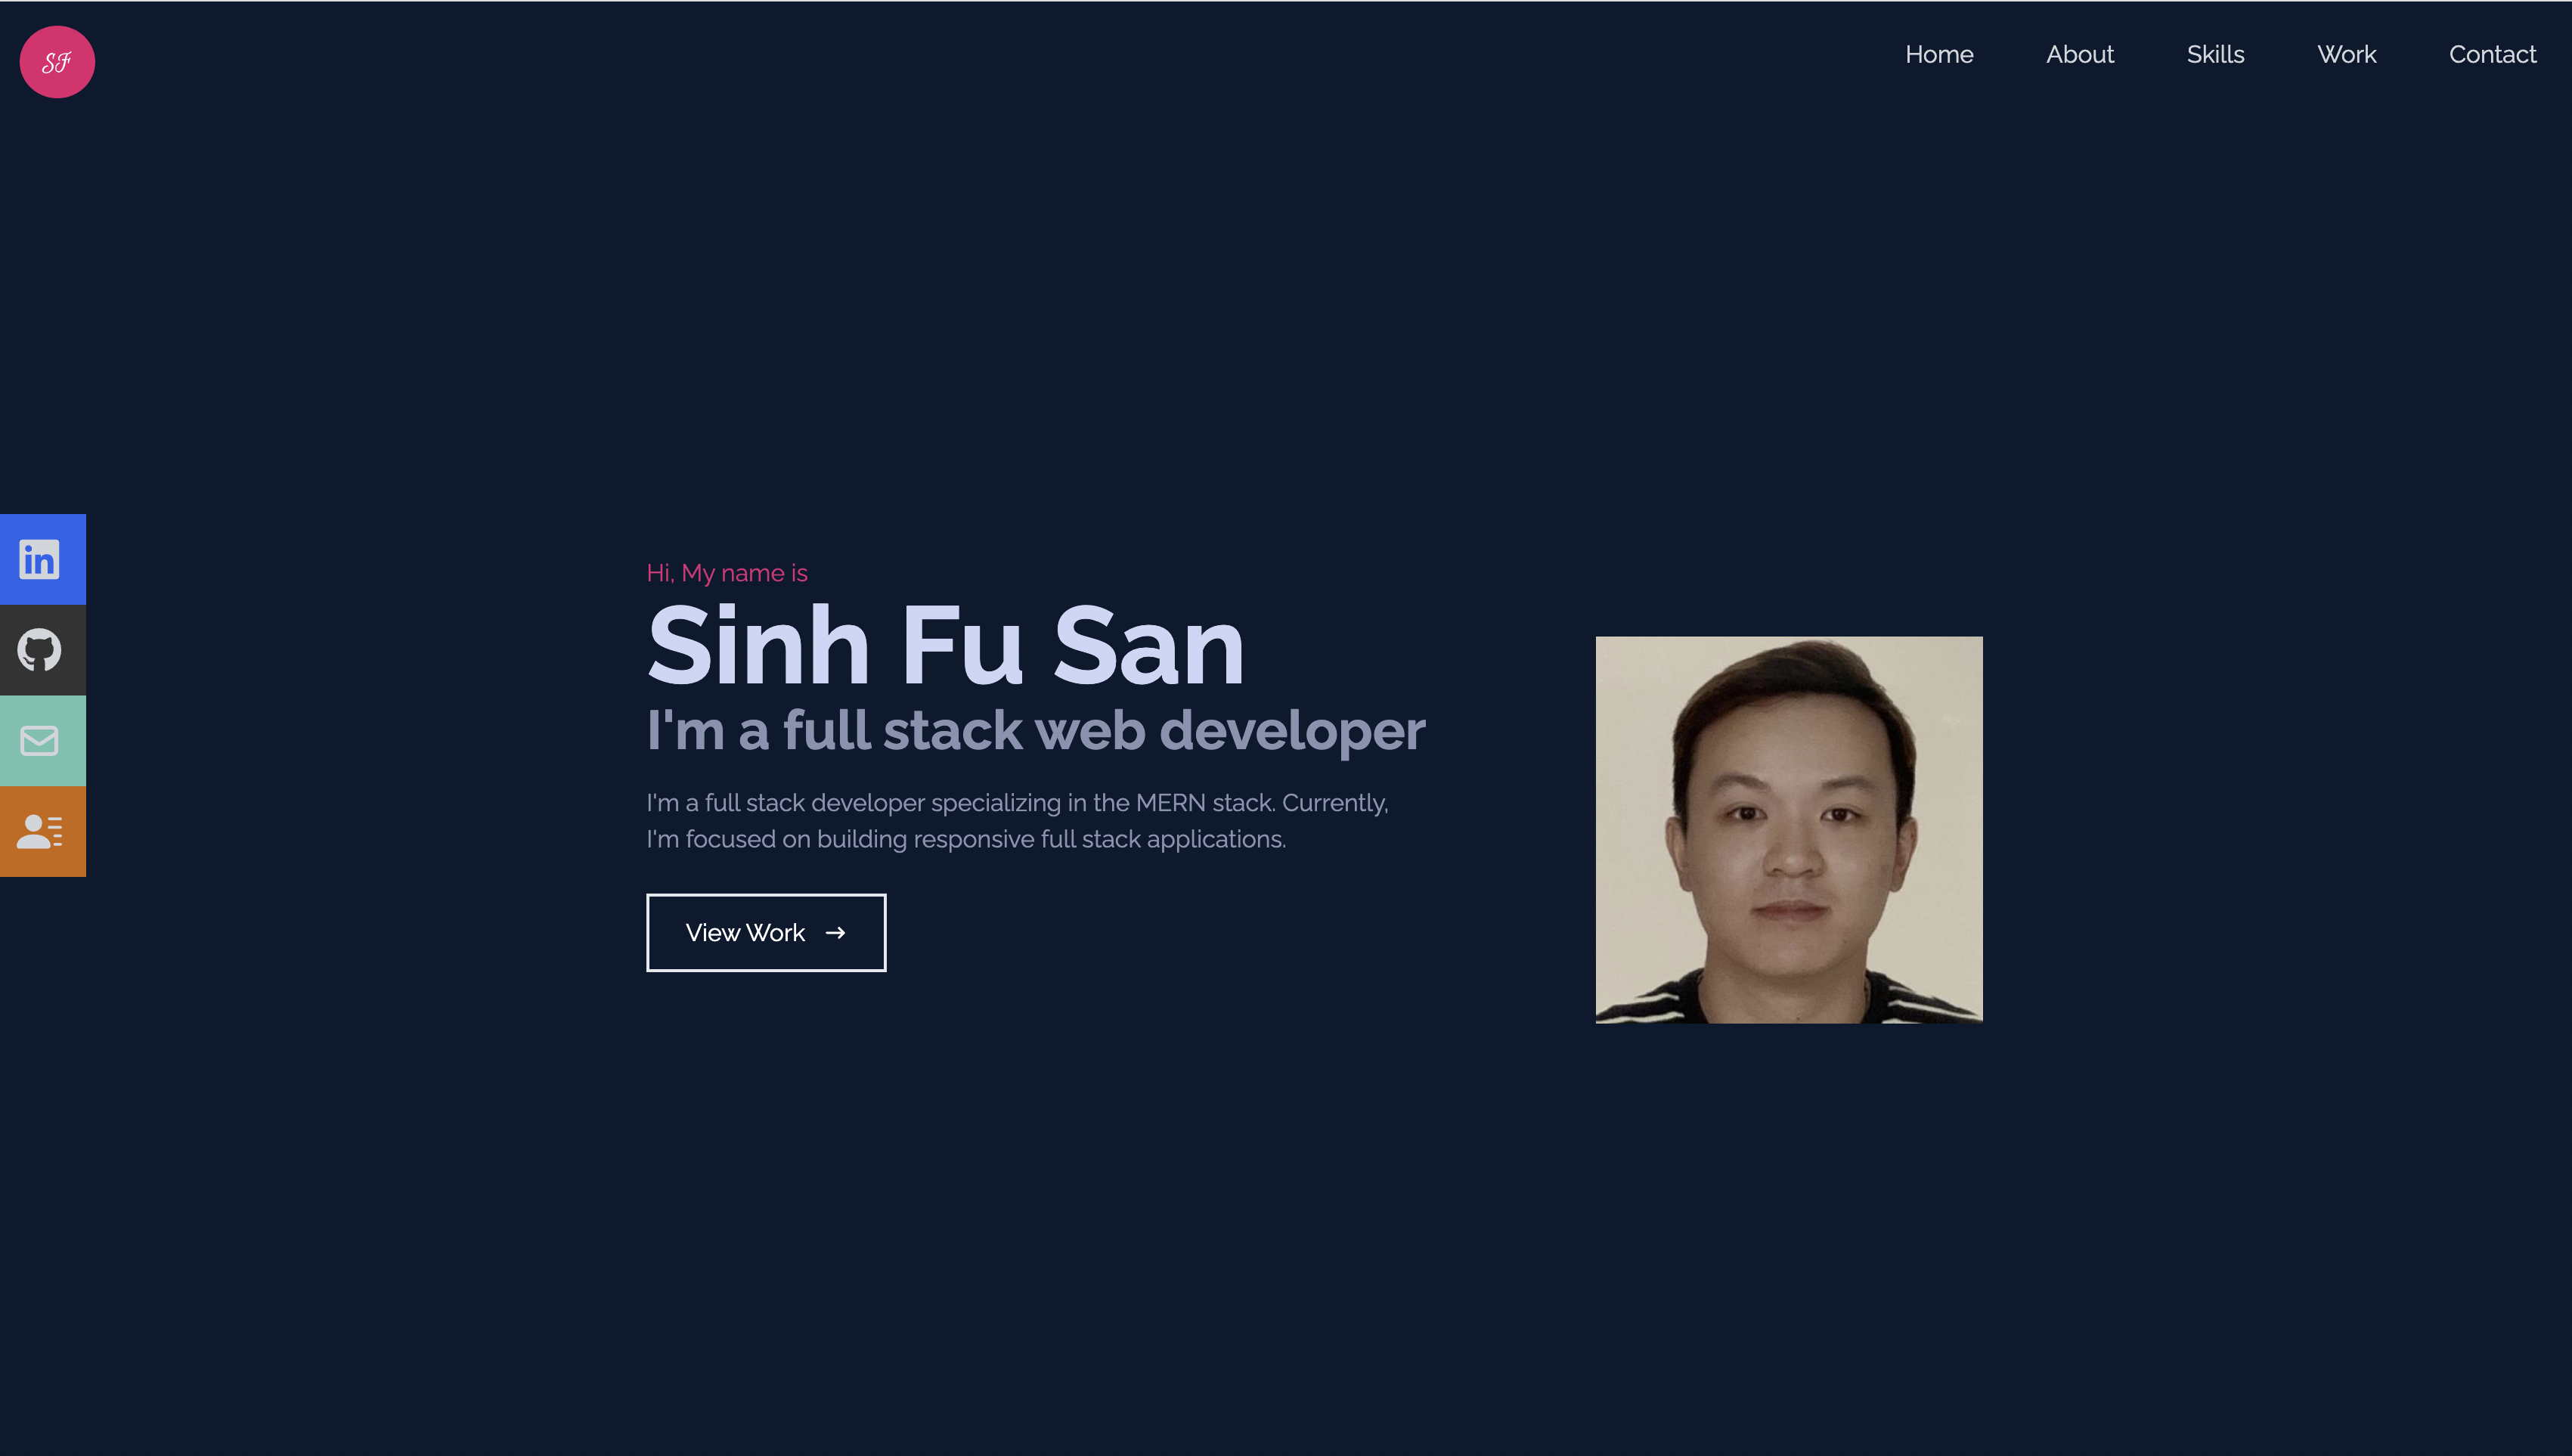 SF
Home About Skills Work Contact
in
Hi, My name is
Sinh Fu San
I'm a full stack web developer
I'm a full stack developer specializing in the MERN stack. Currently,
I'm focused on building responsive full stack applications.
View Work →